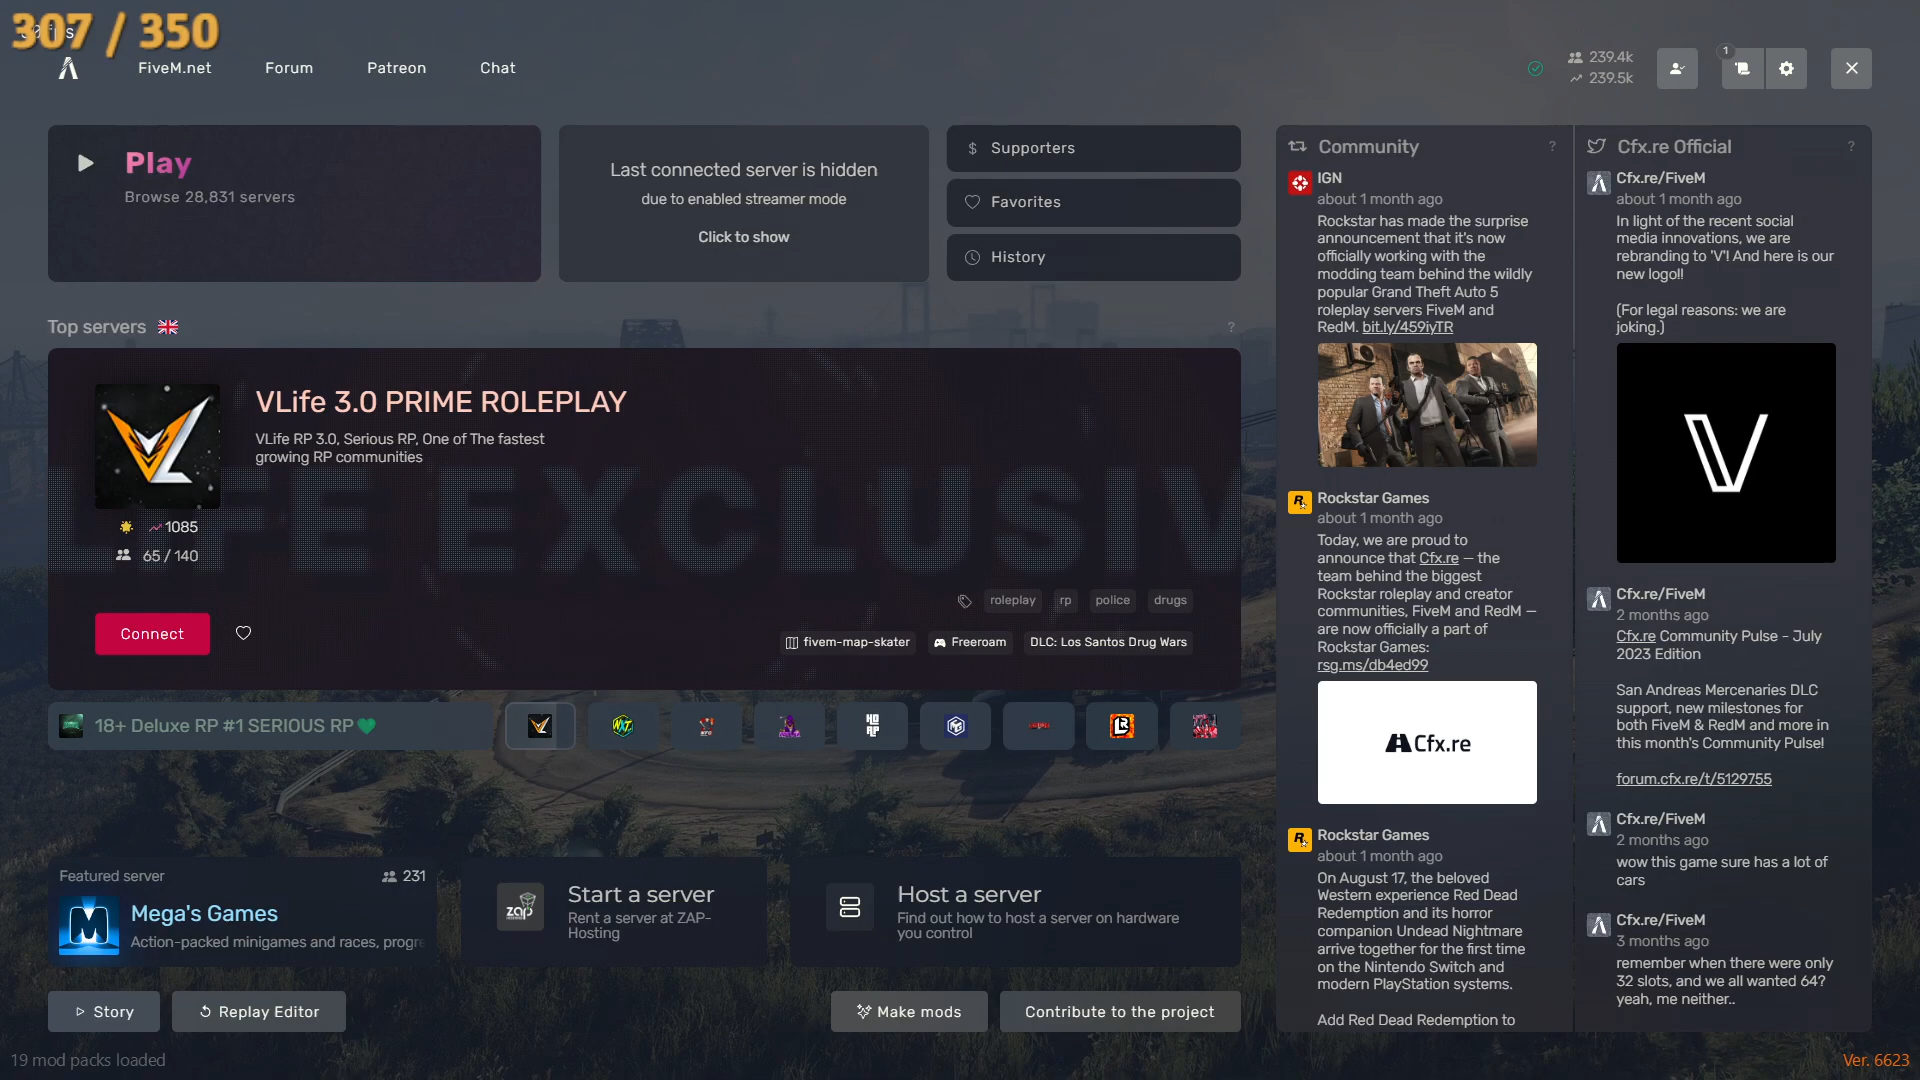 307 / 350
FiveM.net
Forum
Patreon
Chat
239.4k
239.5k
1
Play
Browse 28,831 servers
Last connected server is hidden
due to enabled streamer mode
Click to show
$ Supporters
Favorites
History
Top servers
?
VLife 3.0 PRIME ROLEPLAY
VLife RP 3.0, Serious RP, One of The fastest
growing RP communities
LIFE EXCLUSIV
1085
65 / 140
roleplay rp police drugs
Connect
fivem-map-skater Freeroam DLC: Los Santos Drug Wars
18+ Deluxe RP #1 SERIOUS RP💚
Featured server 231
Mega's Games
Action-packed minigames and races, progre
zap
Start a server
Rent a server at ZAP-
Hosting
Host a server
Find out how to host a server on hardware
you control
Story
Replay Editor
Make mods
Contribute to the project
19 mod packs loaded
Community ?
IGN
about 1 month ago
Rockstar has made the surprise
announcement that it's now
officially working with the
modding team behind the wildly
popular Grand Theft Auto 5
roleplay servers FiveM and
RedM. bit.ly/459iyTR
Rockstar Games
about 1 month ago
Today, we are proud to
announce that Cfx.re — the
team behind the biggest
Rockstar roleplay and creator
communities, FiveM and RedM —
are now officially a part of
Rockstar Games:
rsg.ms/db4ed99
Cfx.re
Rockstar Games
about 1 month ago
On August 17, the beloved
Western experience Red Dead
Redemption and its horror
companion Undead Nightmare
arrive together for the first time
on the Nintendo Switch and
modern PlayStation systems.
Add Red Dead Redemption to
Cfx.re Official ?
Cfx.re/FiveM
about 1 month ago
In light of the recent social
media innovations, we are
rebranding to 'V'! And here is our
new logo!!
(For legal reasons: we are
joking.)
V
Cfx.re/FiveM
2 months ago
Cfx.re Community Pulse - July
2023 Edition
San Andreas Mercenaries DLC
support, new milestones for
both FiveM & RedM and more in
this month's Community Pulse!
forum.cfx.re/t/5129755
Cfx.re/FiveM
2 months ago
wow this game sure has a lot of
cars
Cfx.re/FiveM
3 months ago
remember when there were only
32 slots, and we all wanted 64?
yeah, me neither..
Ver. 6623